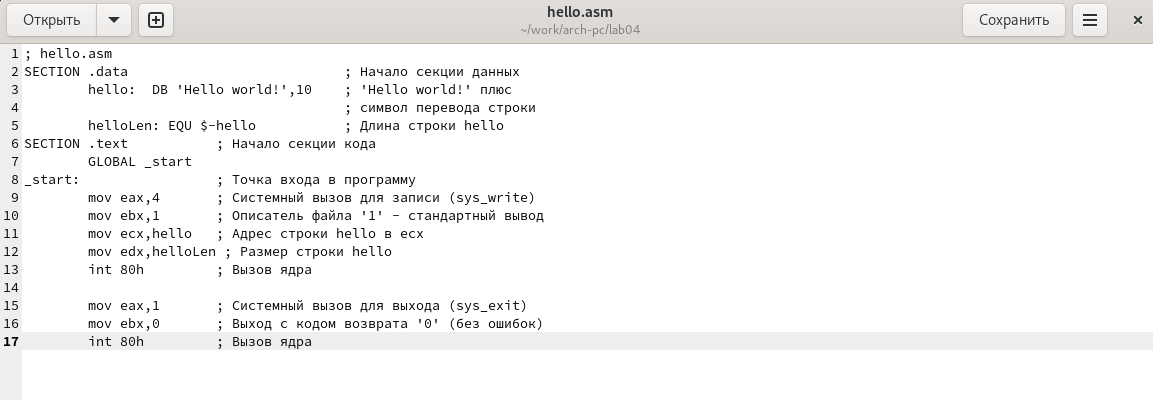 Открыть
hello.asm
~/work/arch-pc/lab04
Сохранить
1 ; hello.asm
2 SECTION .data                           ; Начало секции данных
3         hello:  DB 'Hello world!',10    ; 'Hello world!' плюс
4                                         ; символ перевода строки
5         helloLen: EQU $-hello           ; Длина строки hello
6 SECTION .text           ; Начало секции кода
7         GLOBAL _start
8 _start:                 ; Точка входа в программу
9         mov eax,4       ; Системный вызов для записи (sys_write)
10         mov ebx,1       ; Описатель файла '1' - стандартный вывод
11         mov ecx,hello   ; Адрес строки hello в ecx
12         mov edx,helloLen ; Размер строки hello
13         int 80h         ; Вызов ядра
14
15         mov eax,1       ; Системный вызов для выхода (sys_exit)
16         mov ebx,0       ; Выход с кодом возврата '0' (без ошибок)
17         int 80h         ; Вызов ядра